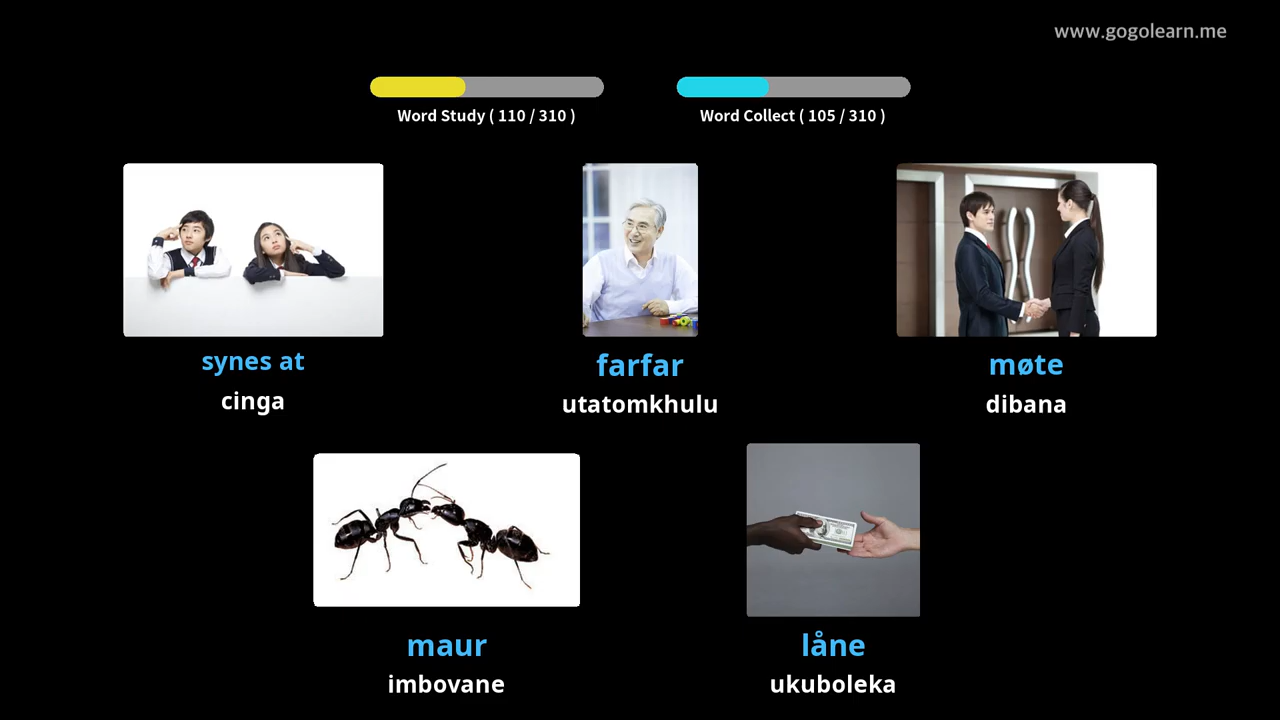 www.gogolearn.me
Word Study ( 110 / 310 )
Word Collect ( 105 / 310 )
synes at
cinga
farfar
utatomkhulu
møte
dibana
maur
imbovane
låne
ukuboleka